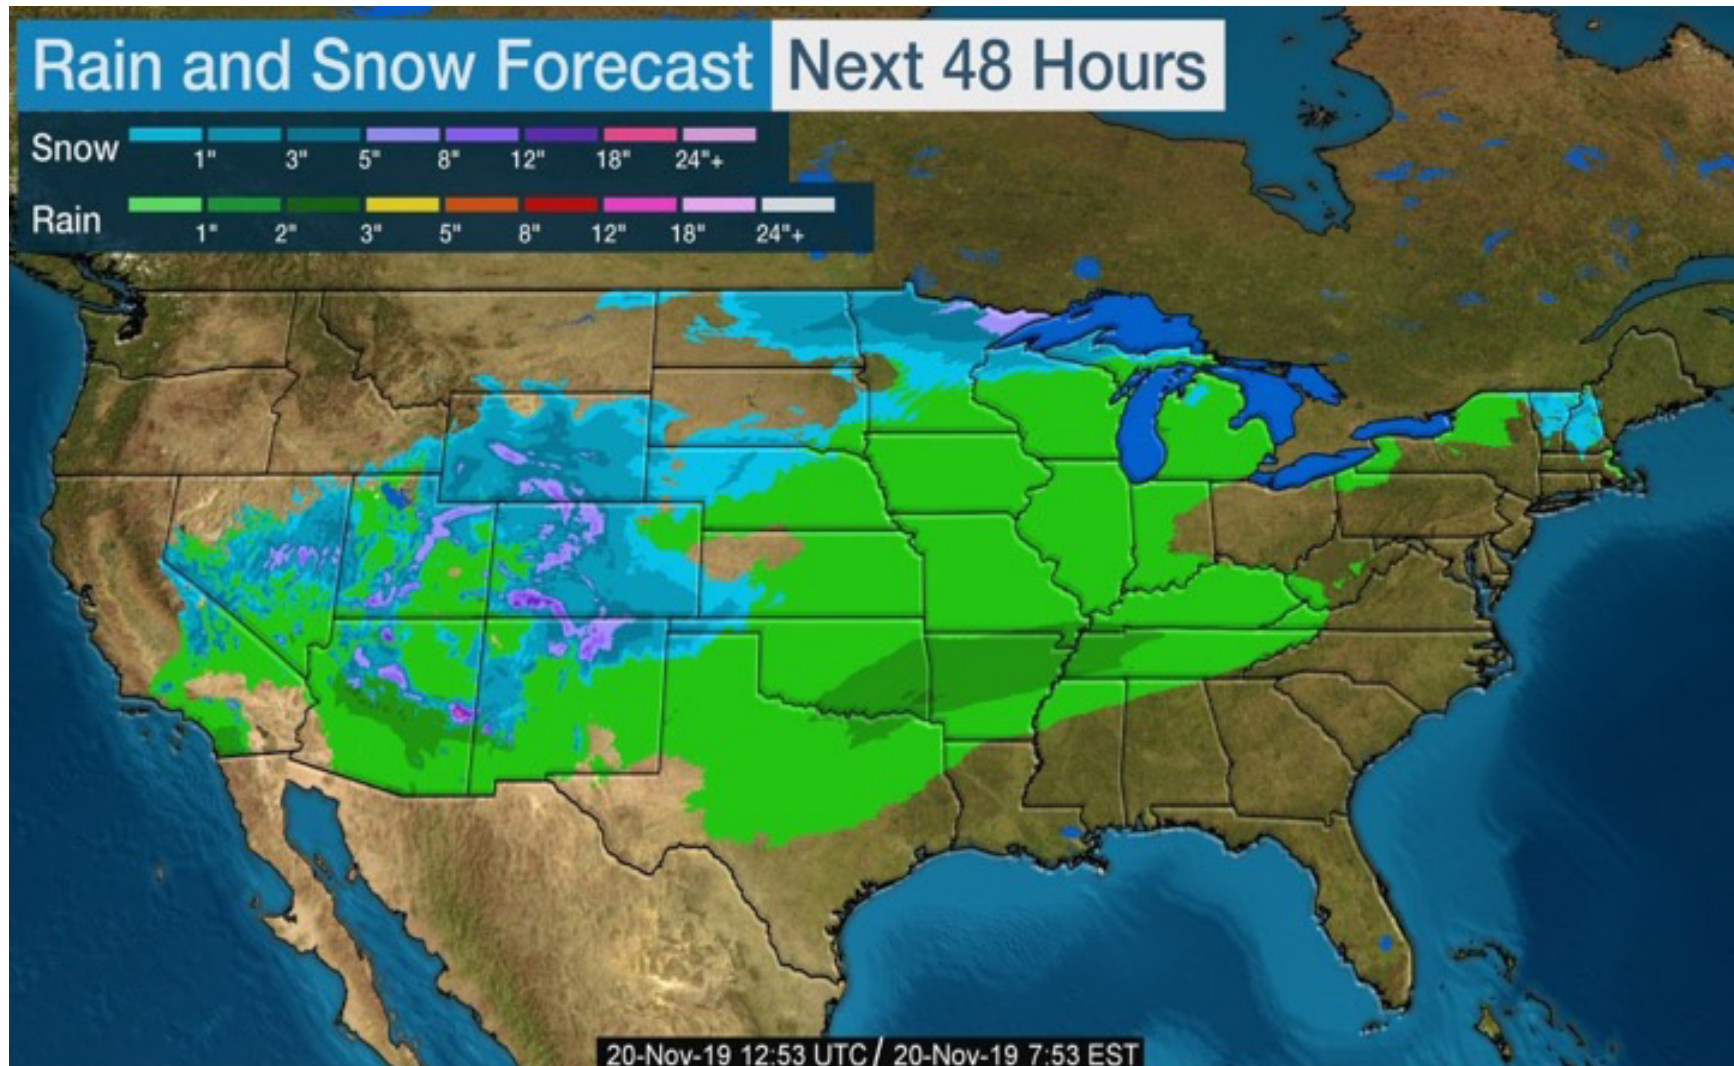 Rain and Snow Forecast Next 48 Hours
Snow 1" 3" 5" 8" 12" 18" 24"+
Rain 1" 2" 3" 5" 8" 12" 18" 24"+
20-Nov-19 12:53 UTC / 20-Nov-19 7:53 EST